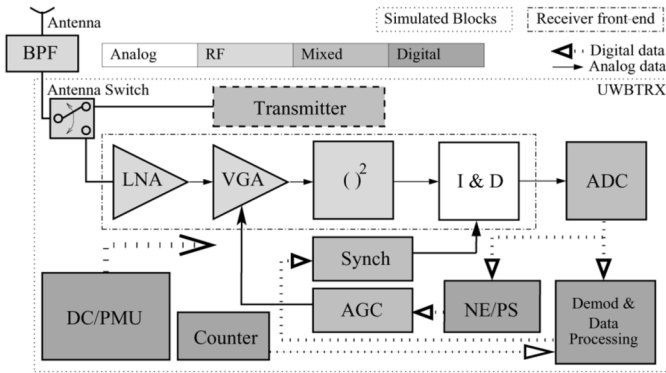 Antenna
Simulated Blocks
Receiver front-end
BPF
Analog
RF
Mixed
Digital
Digital data
Analog data
Antenna Switch
UWBTRX
Transmitter
LNA
VGA
( )²
I & D
ADC
Synch
DC/PMU
AGC
NE/PS
Demod &
Data
Processing
Counter